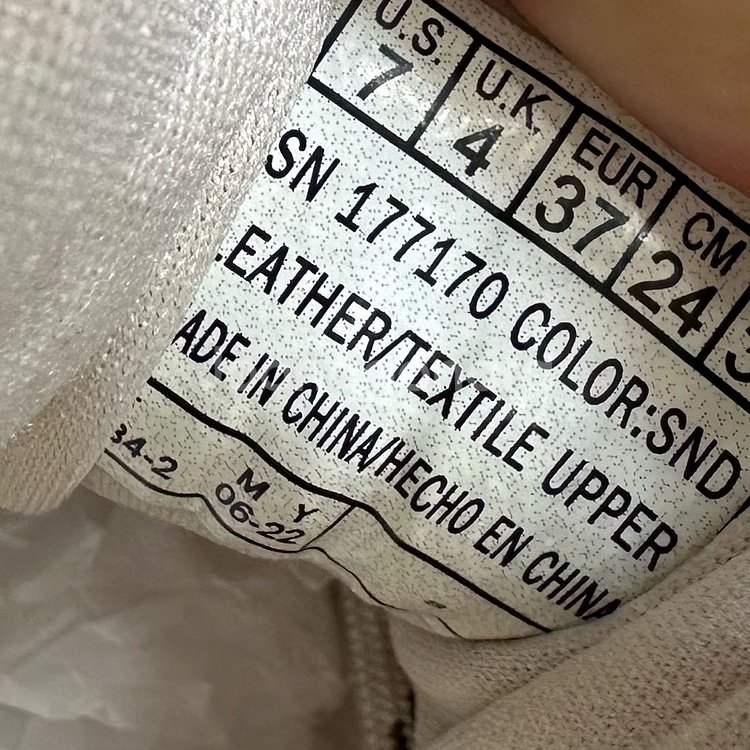 U.S. U.K. EUR CM
7 4 37 24
SN 177170 COLOR:SND
LEATHER/TEXTILE UPPER
ADE IN CHINA/HECHO EN CHINA
34-2 M Y
06-22